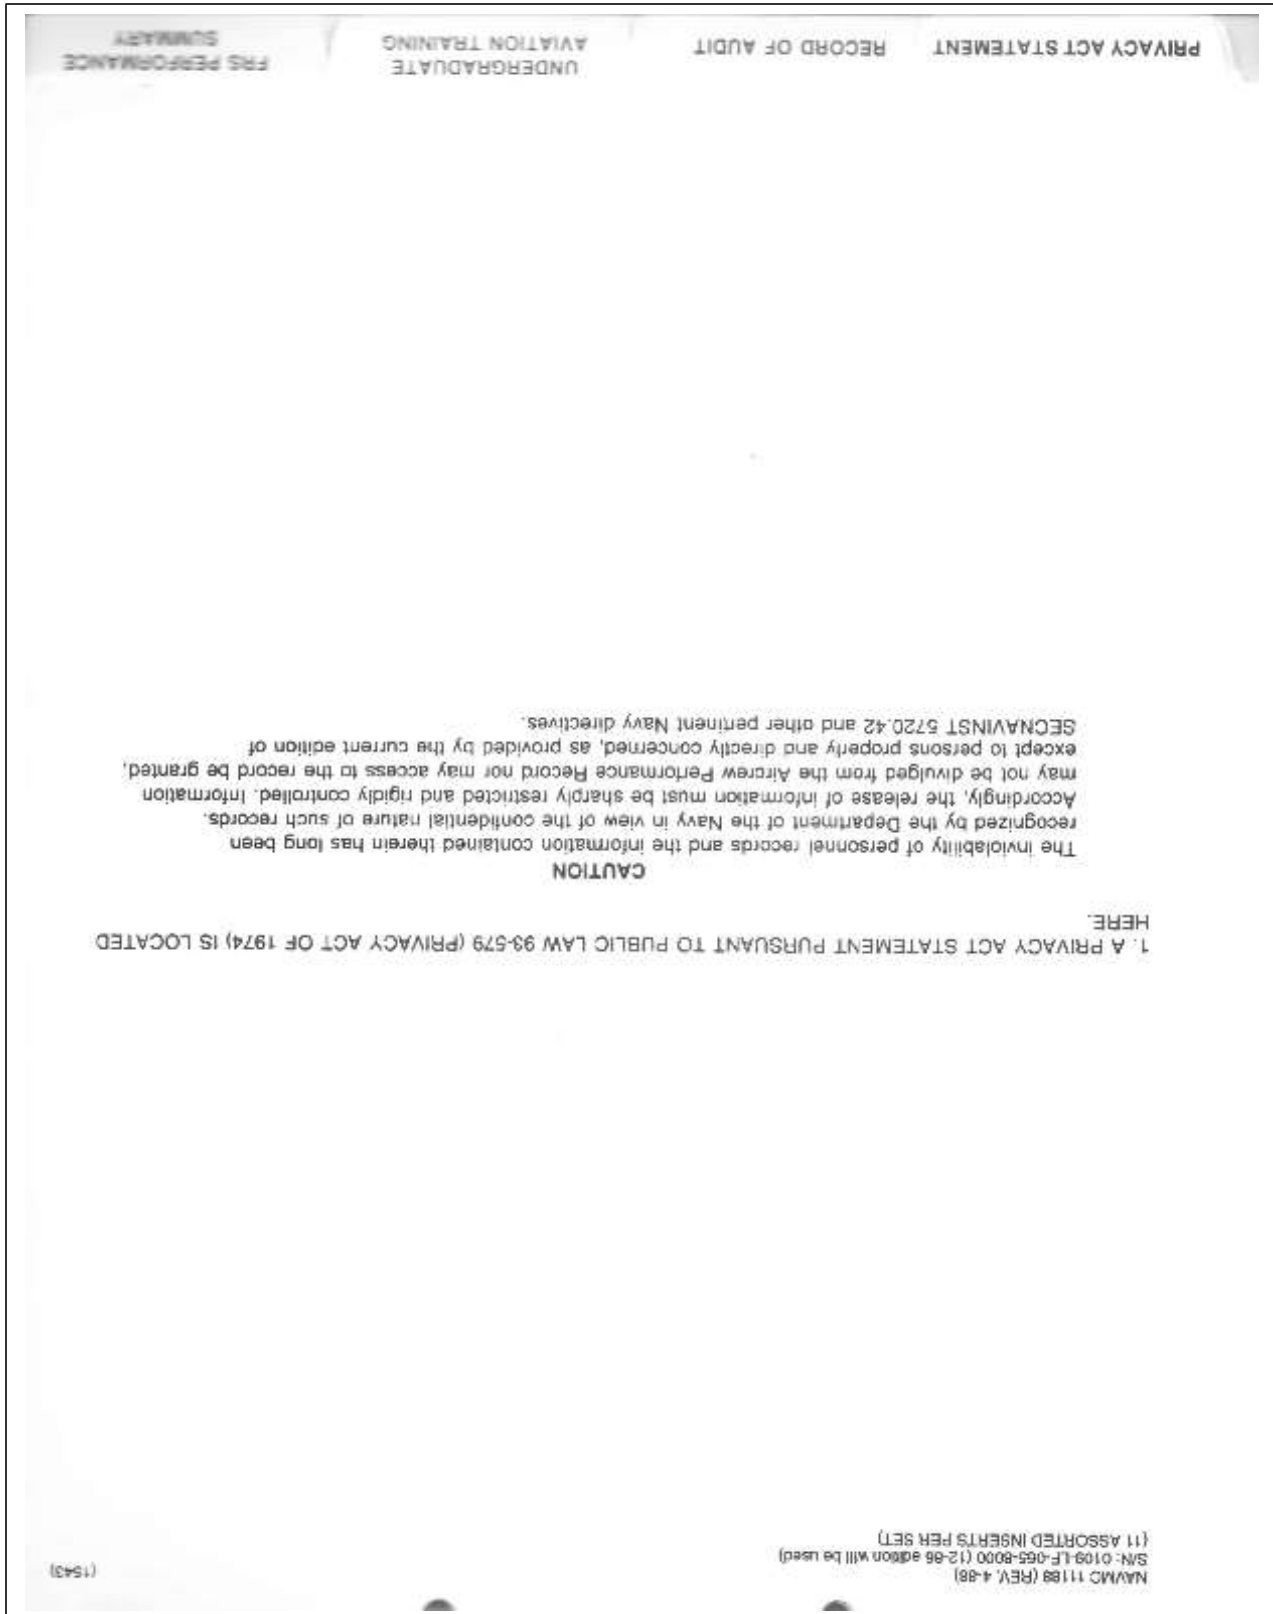 NAVMC 11188 (REV. 4-88)
S/N: 0109-LF-065-8000 (12-86 edition will be used)
(11 ASSORTED INSERTS PER SET)
(1543)
1. A PRIVACY ACT STATEMENT PURSUANT TO PUBLIC LAW 93-579 (PRIVACY ACT OF 1974) IS LOCATED
HERE.
CAUTION
The inviolability of personnel records and the information contained therein has long been
recognized by the Department of the Navy in view of the confidential nature of such records.
Accordingly, the release of information must be sharply restricted and rigidly controlled. Information
may not be divulged from the Aircrew Performance Record nor may access to the record be granted,
except to persons properly and directly concerned, as provided by the current edition of
SECNAVINST 5720.42 and other pertinent Navy directives.
PRIVACY ACT STATEMENT
RECORD OF AUDIT
UNDERGRADUATE
AVIATION TRAINING
FRS PERFORMANCE
SUMMARY